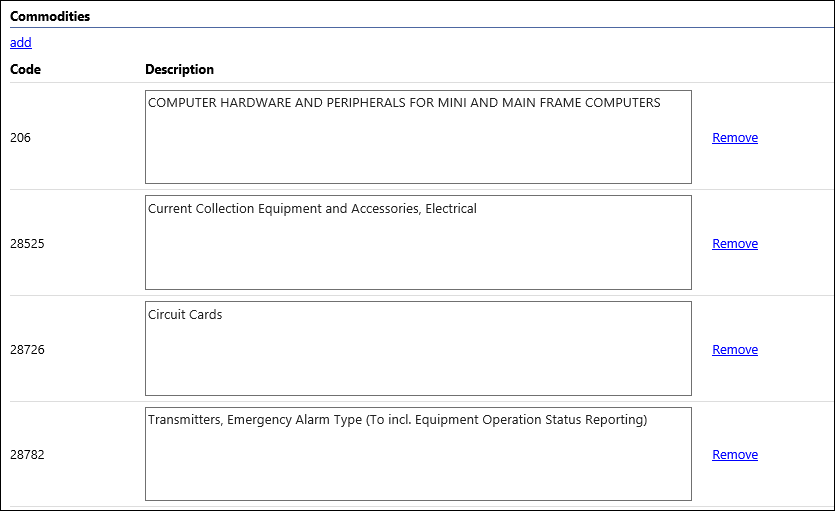 Commodities
add
Code Description
206 COMPUTER HARDWARE AND PERIPHERALS FOR MINI AND MAIN FRAME COMPUTERS Remove
28525 Current Collection Equipment and Accessories, Electrical Remove
28726 Circuit Cards Remove
28782 Transmitters, Emergency Alarm Type (To incl. Equipment Operation Status Reporting) Remove